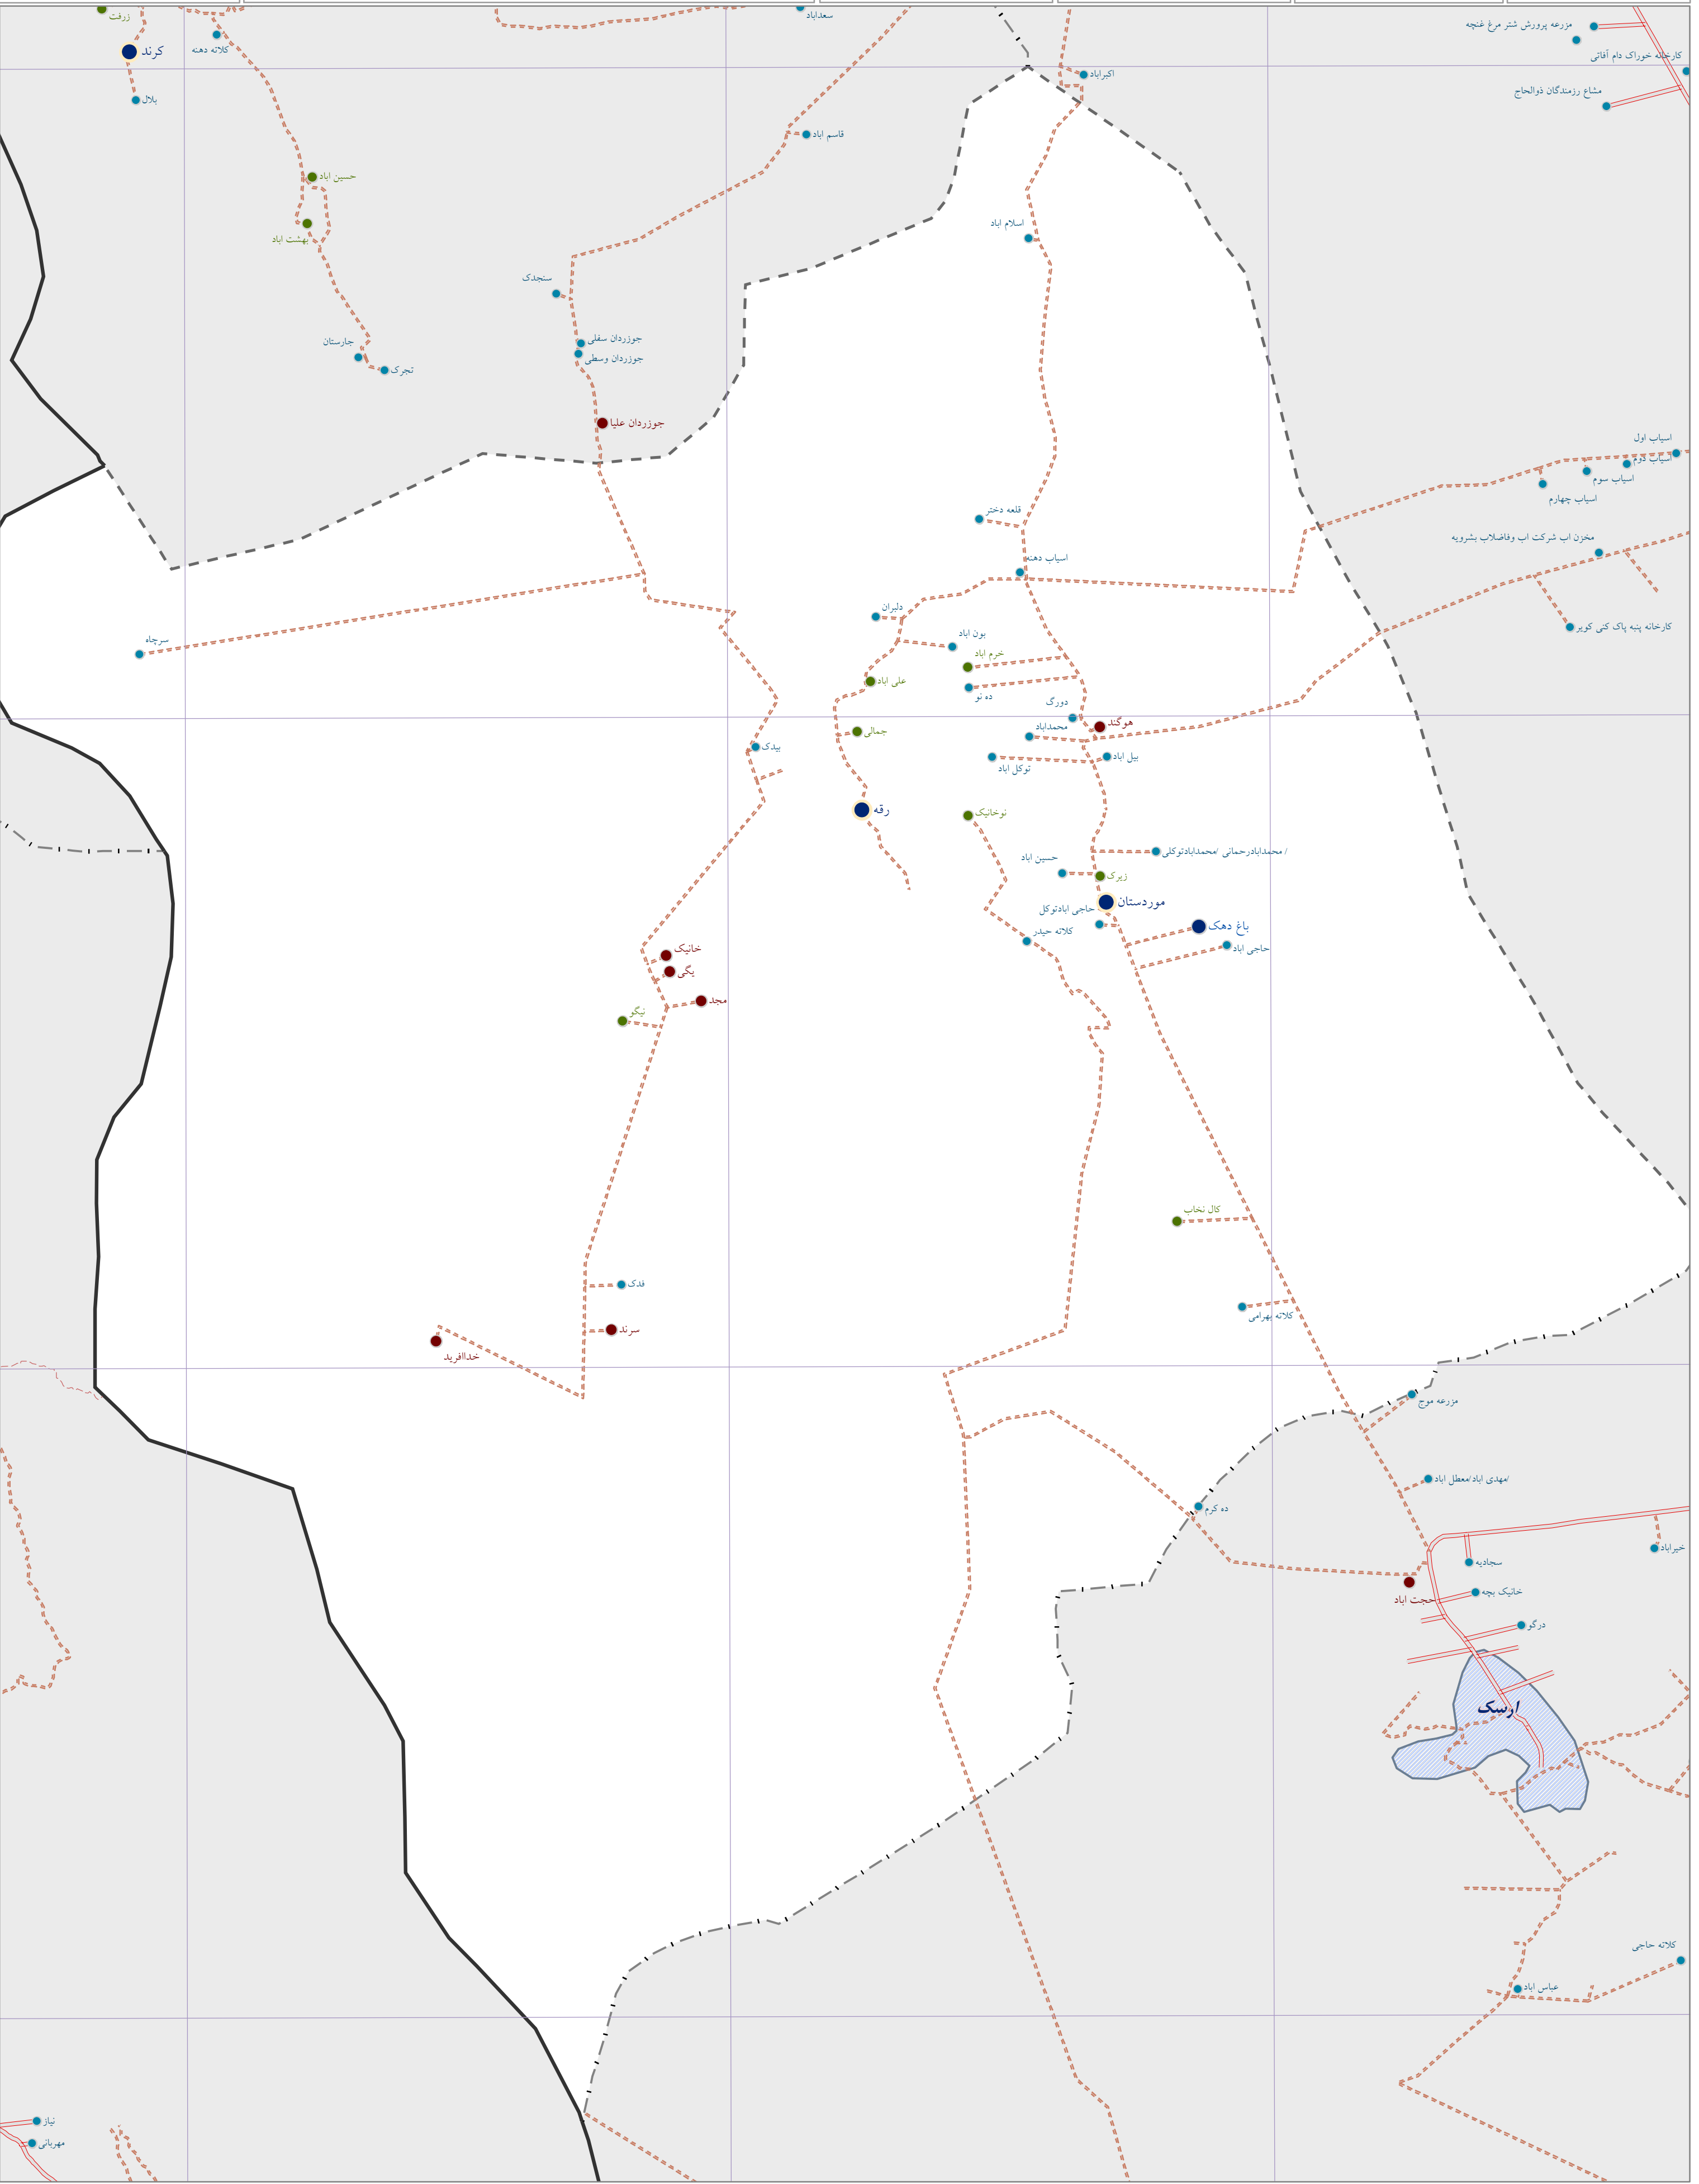 زرفت
سعداباد
مزرعه پرورش شتر مرغ غنچه
کرند
کلاته دهنه
کارخانه خوراک دام آفاتی
اکبراباد
مشاع رزمندگان ذوالحاج
بلال
قاسم اباد
حسین اباد
اسلام اباد
بهشت اباد
سنجدک
جوزردان سفلی
جارستان
جوزردان وسطی
تجرک
جوزردان علیا
اسیاب اول
اسیاب دوم
اسیاب سوم
اسیاب چهارم
قلعه دختر
مخزن اب شرکت اب وفاضلاب بشرویه
اسیاب دهنه
دلبران
کارخانه پنبه پاک کنی کویر
بون اباد
سرچاه
خرم اباد
علی اباد
ده نو
دورگ
هوگند
محمداباد
جمالی
بیدک
بیل اباد
توکل اباد
رقه
نوخانیک
محمدابادرحمانی /محمدابادتوکلی /
حسین اباد
زیرک
موردستان
حاجی ابادتوکل
باغ دهک
کلاته حیدر
حاجی اباد
خانیک
یگی
مجد
نیگو
کال نخاب
فدک
کلاته بهرامی
سرند
خداافرید
مزرعه موج
مهدی اباد/معطل اباد/
ده کرم
خیراباد
سجادیه
خانیک بچه
حجت اباد
درگو
ارسک
کلاته حاجی
عباس اباد
نیاز
مهربانی